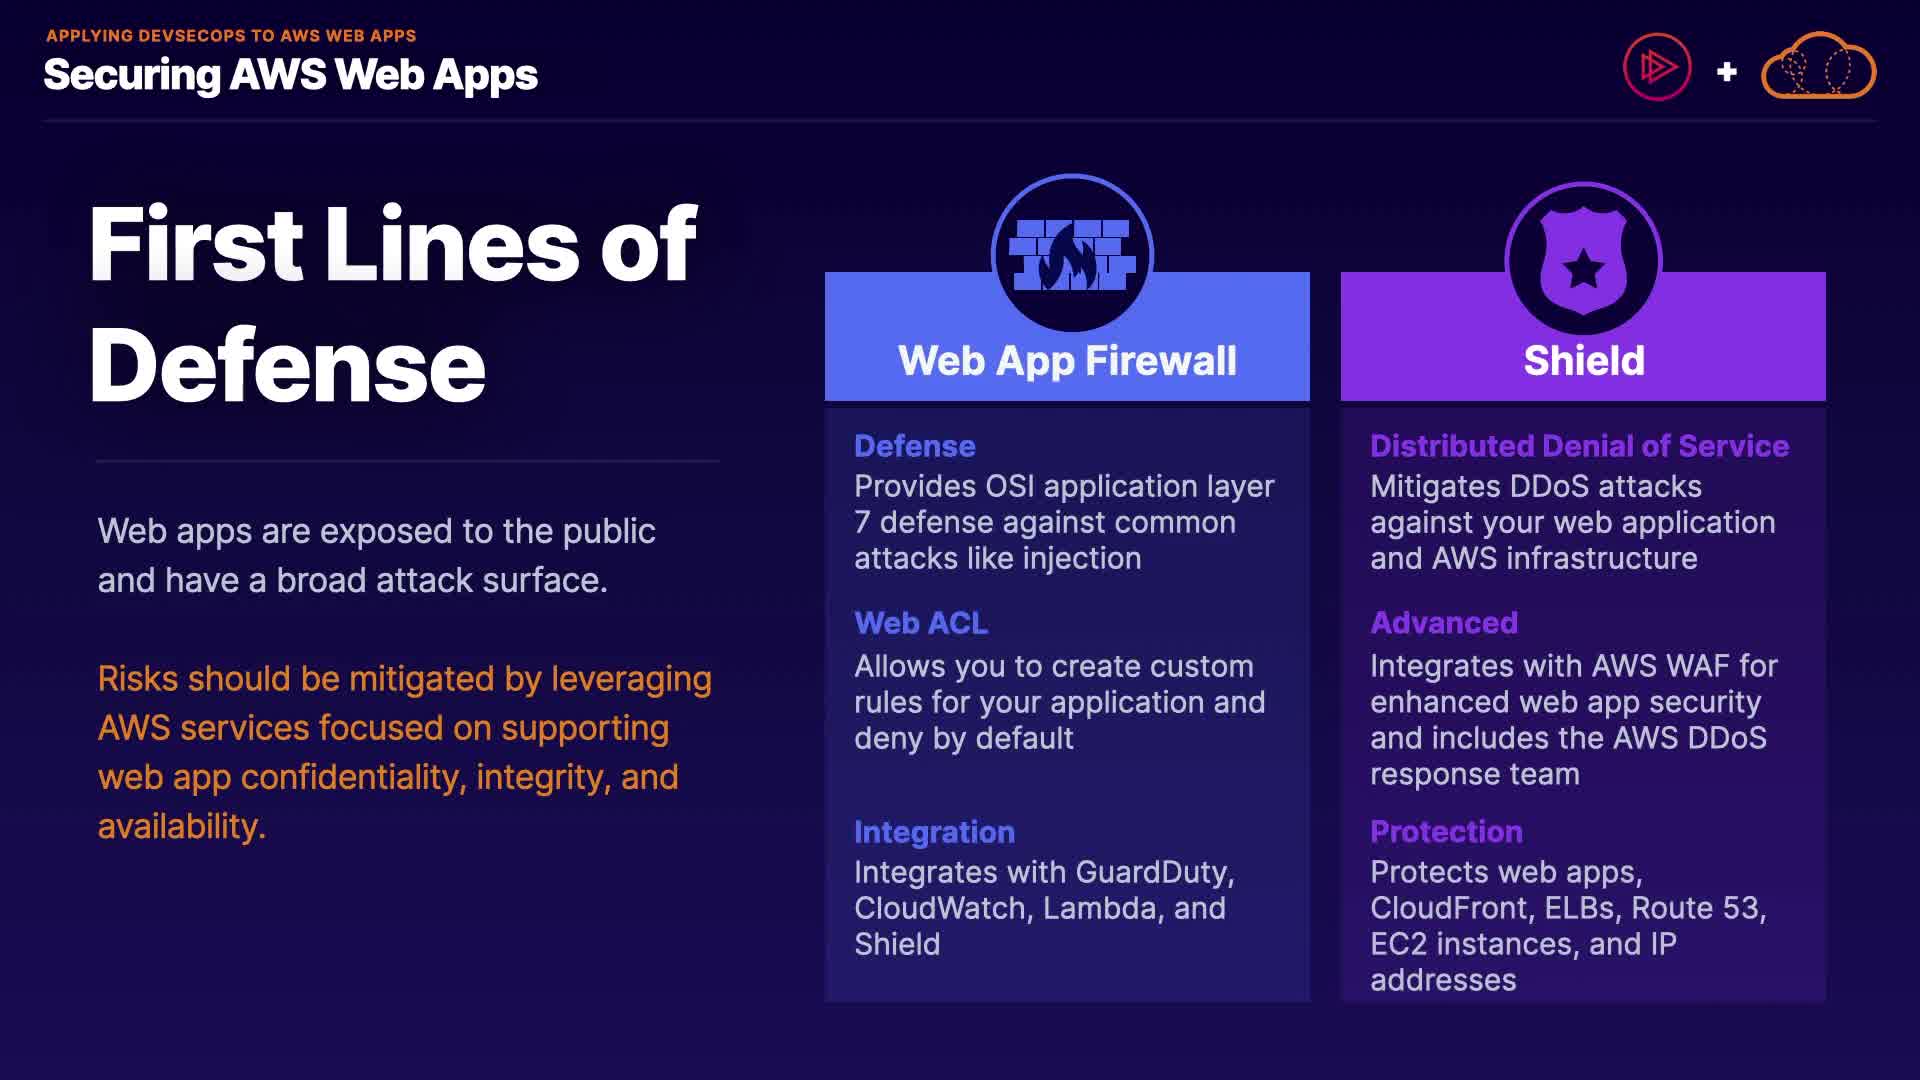 APPLYING DEVSECOPS TO AWS WEB APPS
Securing AWS Web Apps
First Lines of
Defense
Web apps are exposed to the public
and have a broad attack surface.
Risks should be mitigated by leveraging
AWS services focused on supporting
web app confidentiality, integrity, and
availability.
Web App Firewall
Defense
Provides OSI application layer
7 defense against common
attacks like injection
Web ACL
Allows you to create custom
rules for your application and
deny by default
Integration
Integrates with GuardDuty,
CloudWatch, Lambda, and
Shield
Shield
Distributed Denial of Service
Mitigates DDoS attacks
against your web application
and AWS infrastructure
Advanced
Integrates with AWS WAF for
enhanced web app security
and includes the AWS DDoS
response team
Protection
Protects web apps,
CloudFront, ELBs, Route 53,
EC2 instances, and IP
addresses